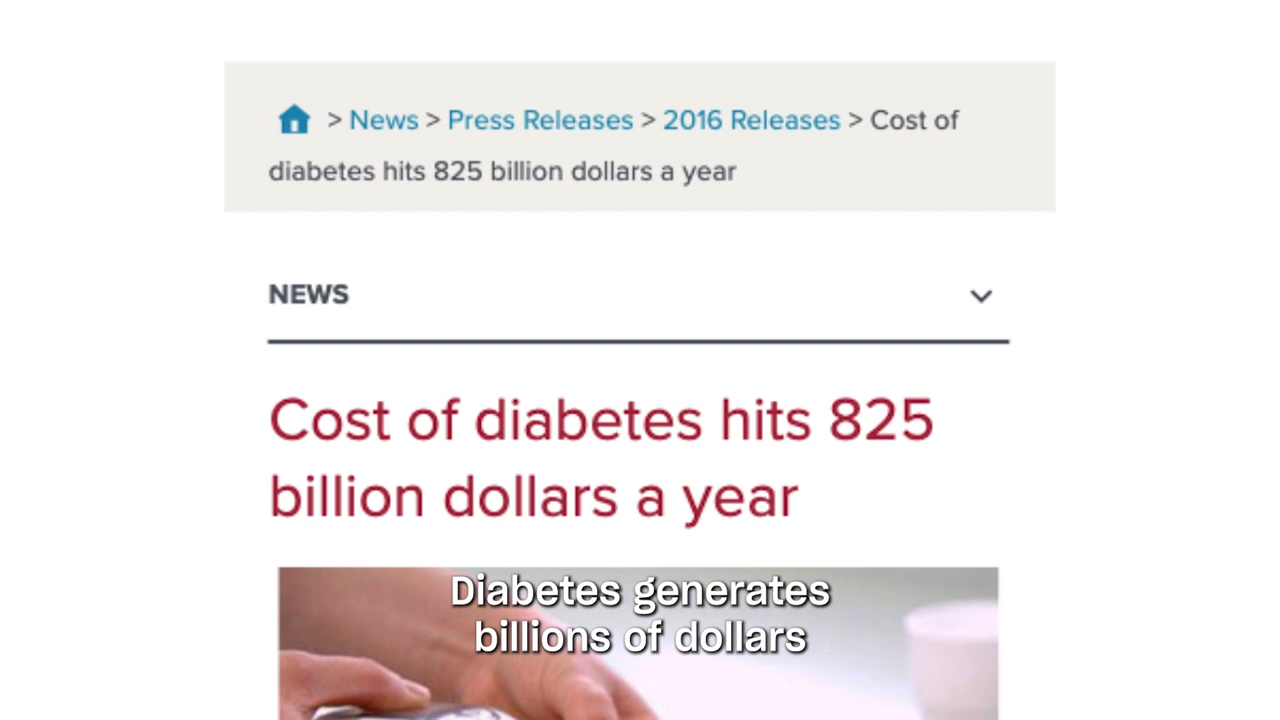 > News > Press Releases > 2016 Releases > Cost of
diabetes hits 825 billion dollars a year
NEWS
Cost of diabetes hits 825
billion dollars a year
Diabetes generates
billions of dollars